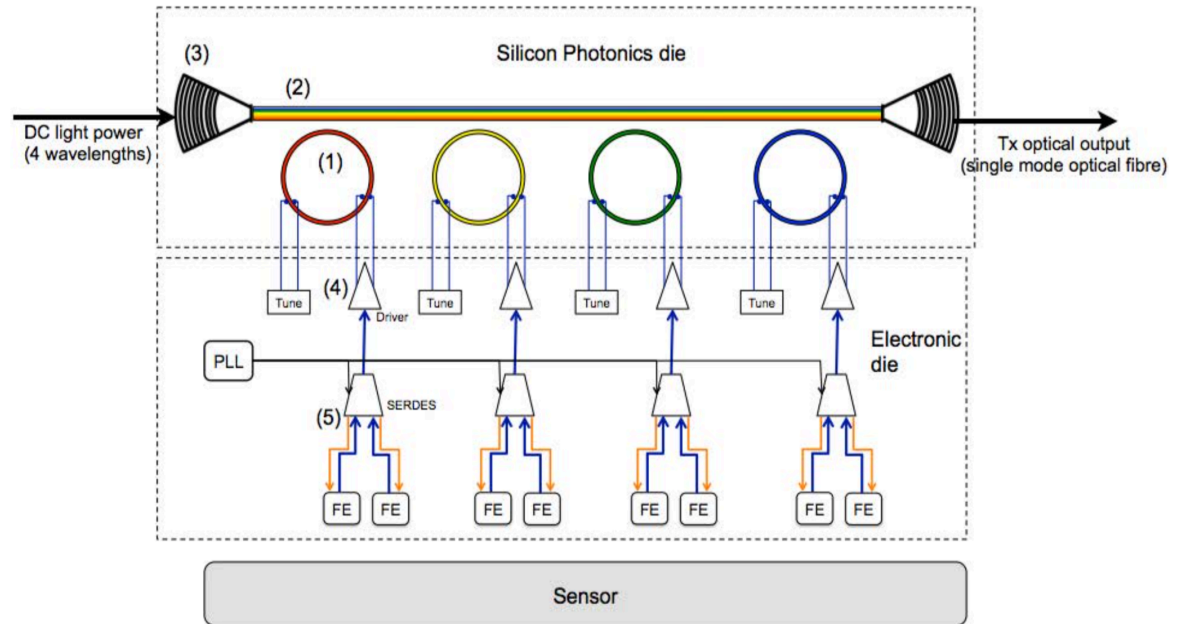 (3)
Silicon Photonics die
(2)
DC light power
(4 wavelengths)
(1)
Tx optical output
(single mode optical fibre)
Tune
(4)
Tune
Tune
Tune
Driver
Electronic
die
PLL
SERDES
(5)
FE
FE
FE
FE
FE
FE
FE
FE
Sensor